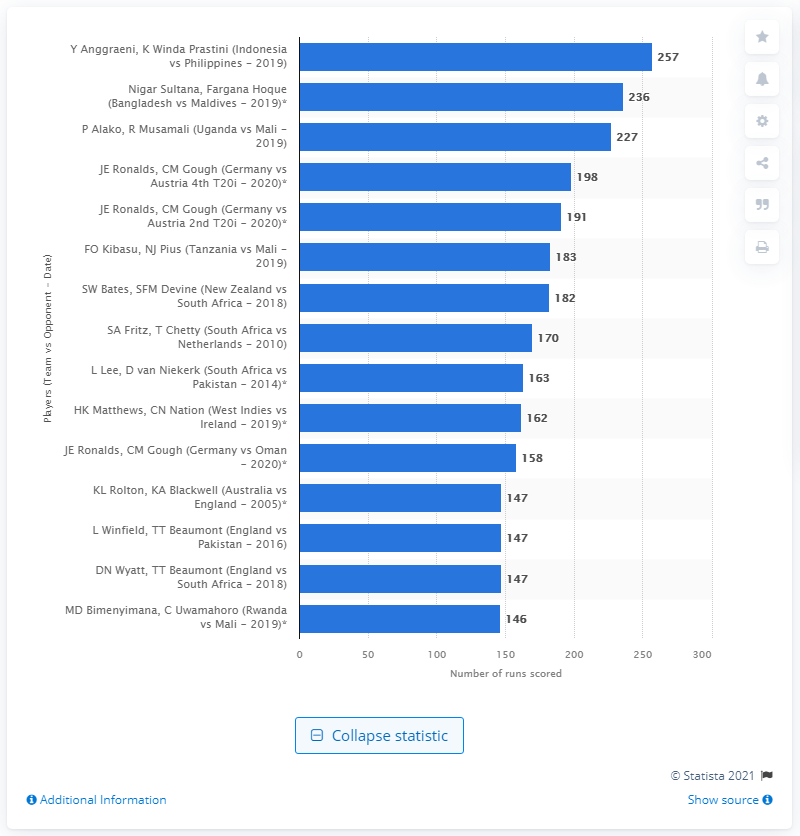 Y Anggraeni, K Winda Prastini (Indonesia
vs Philippines – 2019)
257
Nigar Sultana, Fargana Hoque
(Bangladesh vs Maldives – 2019)*
236
P Alako, R Musamali (Uganda vs Mali –
2019)
227
JE Ronalds, CM Gough (Germany vs
Austria 4th T20i – 2020)*
198
JE Ronalds, CM Gough (Germany vs
Austria 2nd T20i – 2020)*
191
FO Kibasu, NJ Pius (Tanzania vs Mali –
2019)
183
SW Bates, SFM Devine (New Zealand vs
South Africa – 2018)
182
SA Fritz, T Chetty (South Africa vs
Netherlands – 2010)
170
L Lee, D van Niekerk (South Africa vs
Pakistan – 2014)*
163
HK Matthews, CN Nation (West Indies vs
Ireland – 2019)*
162
JE Ronalds, CM Gough (Germany vs Oman
– 2020)*
158
KL Rolton, KA Blackwell (Australia vs
England – 2005)*
147
L Winfield, TT Beaumont (England vs
Pakistan – 2016)
147
DN Wyatt, TT Beaumont (England vs
South Africa – 2018)
147
MD Bimenyimana, C Uwamahoro (Rwanda
vs Mali – 2019)*
146
Players (Team vs Opponent – Date)
0 50 100 150 200 250 300
Number of runs scored
Collapse statistic
© Statista 2021
Additional Information
Show source